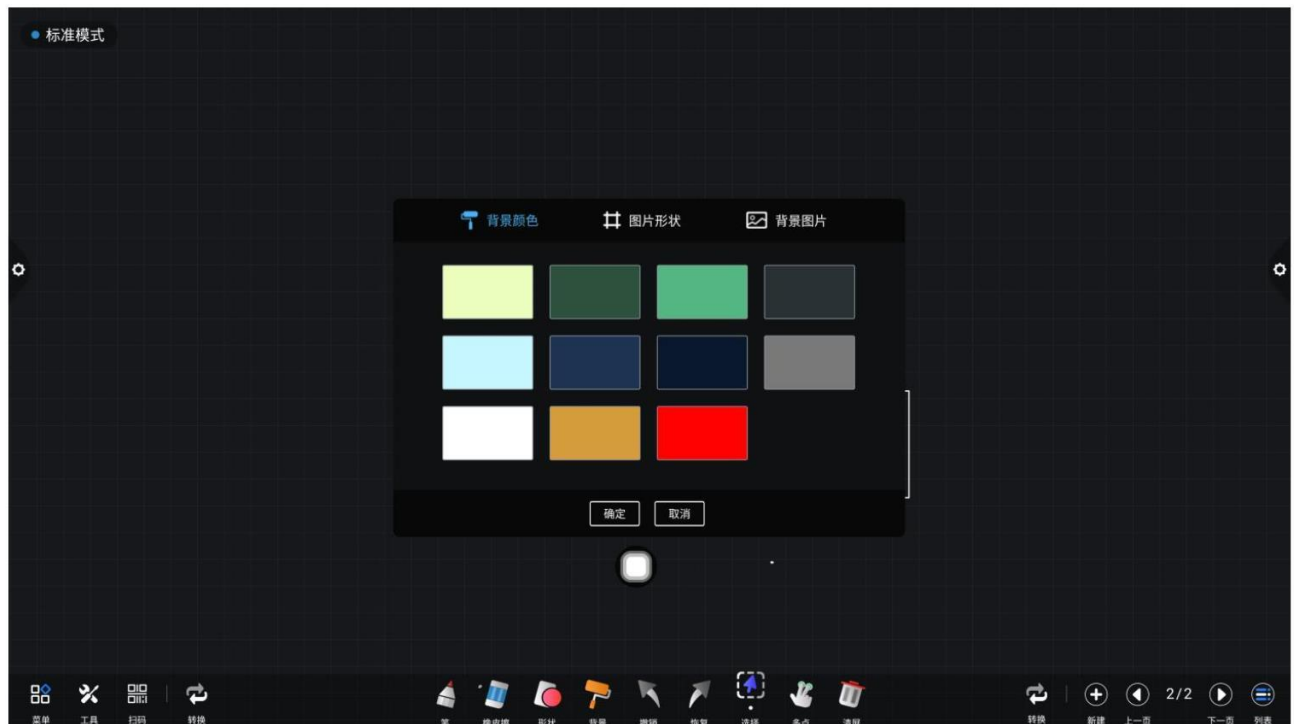 标准模式
背景颜色
图片形状
背景图片
确定
取消
2/2
菜单
工具
扫码
转换
笔
橡皮擦
形状
背景
撤销
恢复
选择
多点
清屏
转换
新建
上一页
下一页
列表